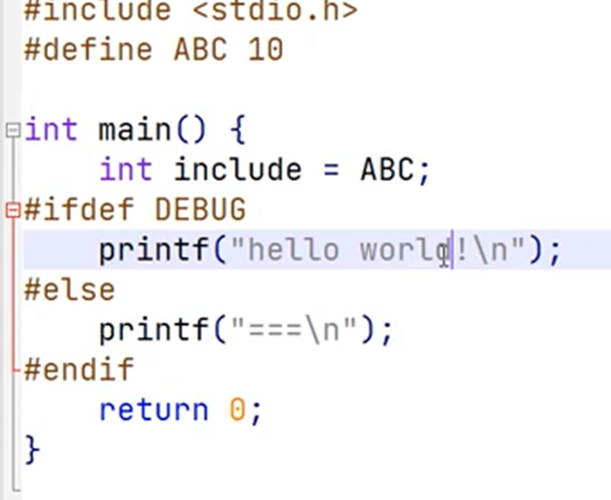 #include <stdio.h>
#define ABC 10
int main() {
    int include = ABC;
#ifdef DEBUG
    printf("hello world!\n");
#else
    printf("===\n");
#endif
    return 0;
}